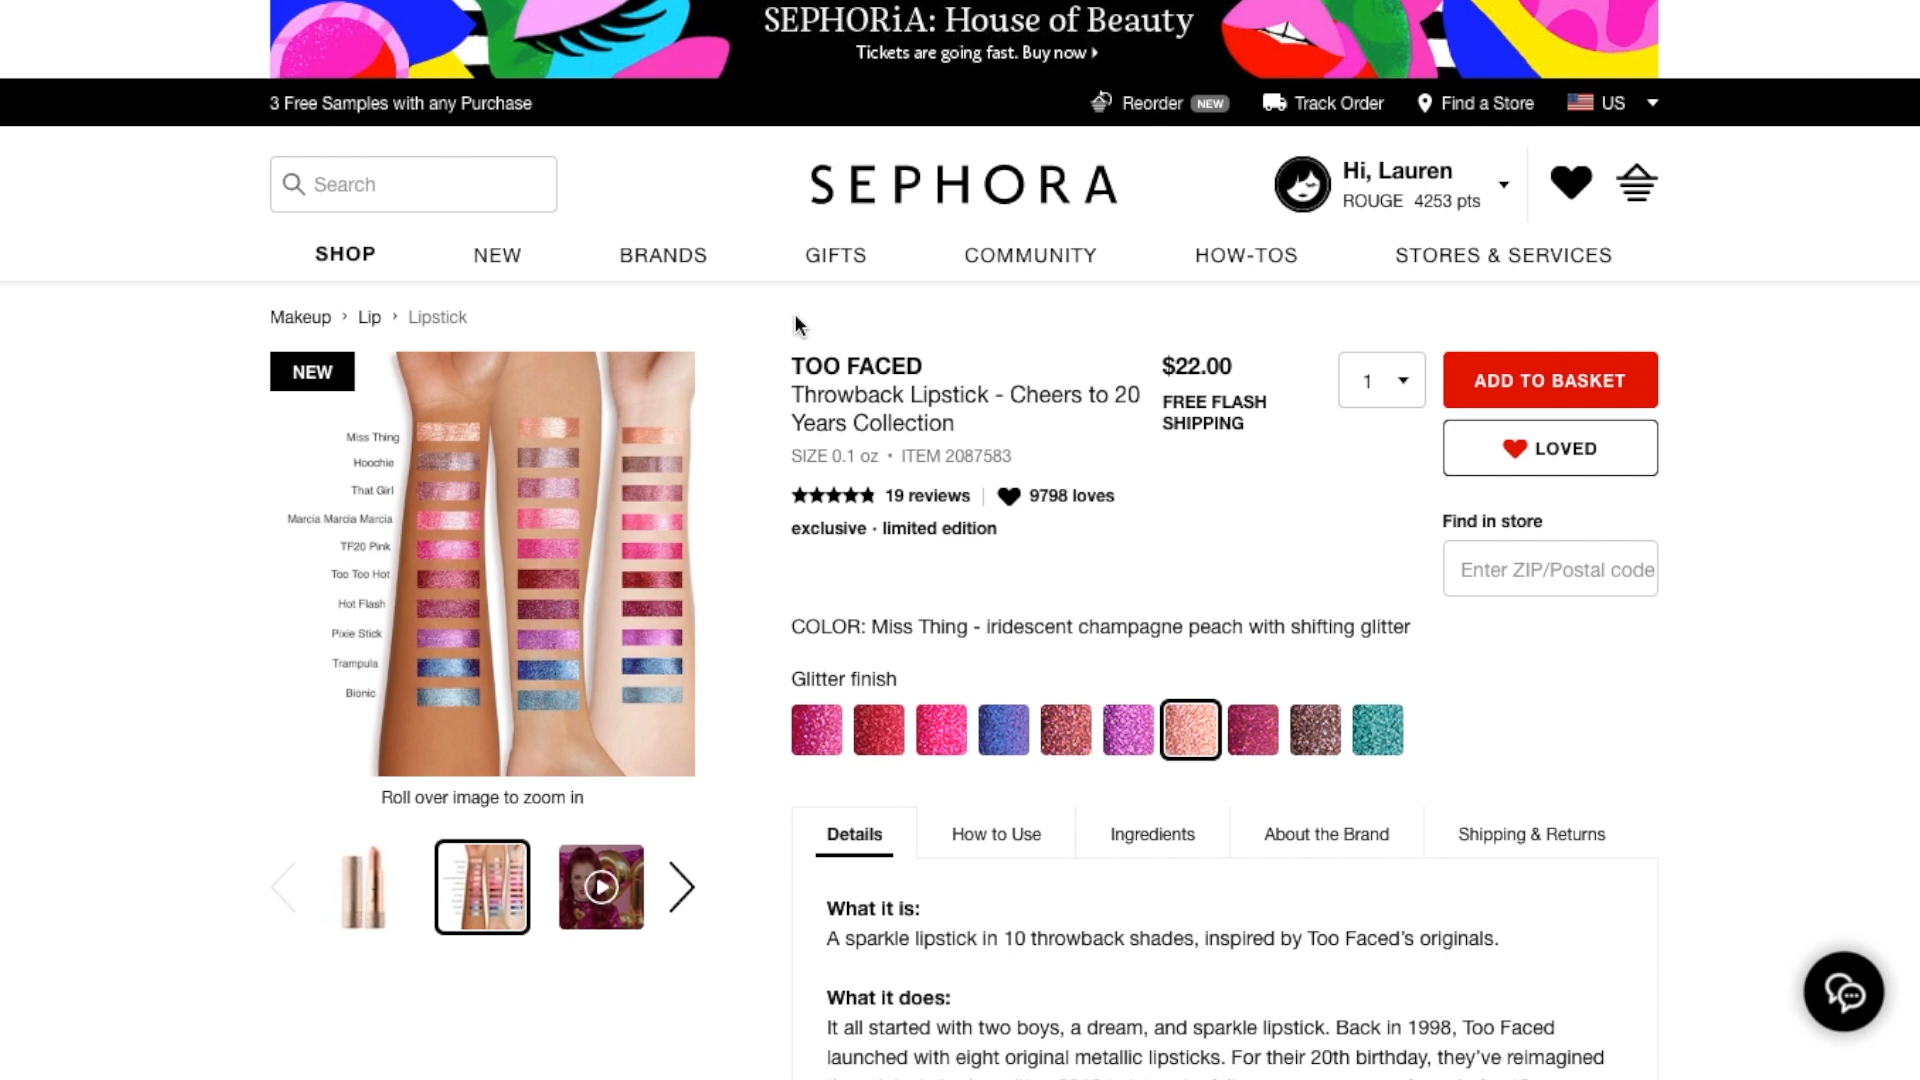 SEPHORiA: House of Beauty
Tickets are going fast. Buy now
3 Free Samples with any Purchase
Reorder NEW
Track Order
Find a Store
US
Search
SEPHORA
Hi, Lauren
ROUGE 4253 pts
SHOP
NEW
BRANDS
GIFTS
COMMUNITY
HOW-TOS
STORES & SERVICES
Makeup › Lip › Lipstick
NEW
Miss Thing
Hoochie
That Girl
Marcia Marcia Marcia
TF20 Pink
Too Too Hot
Hot Flash
Pixie Stick
Trampula
Bionic
Roll over image to zoom in
TOO FACED
Throwback Lipstick - Cheers to 20
Years Collection
SIZE 0.1 oz • ITEM 2087583
19 reviews
9798 loves
exclusive · limited edition
$22.00
FREE FLASH
SHIPPING
1
ADD TO BASKET
LOVED
Find in store
Enter ZIP/Postal code
COLOR: Miss Thing - iridescent champagne peach with shifting glitter
Glitter finish
Details
How to Use
Ingredients
About the Brand
Shipping & Returns
What it is:
A sparkle lipstick in 10 throwback shades, inspired by Too Faced’s originals.
What it does:
It all started with two boys, a dream, and sparkle lipstick. Back in 1998, Too Faced
launched with eight original metallic lipsticks. For their 20th birthday, they’ve reimagined